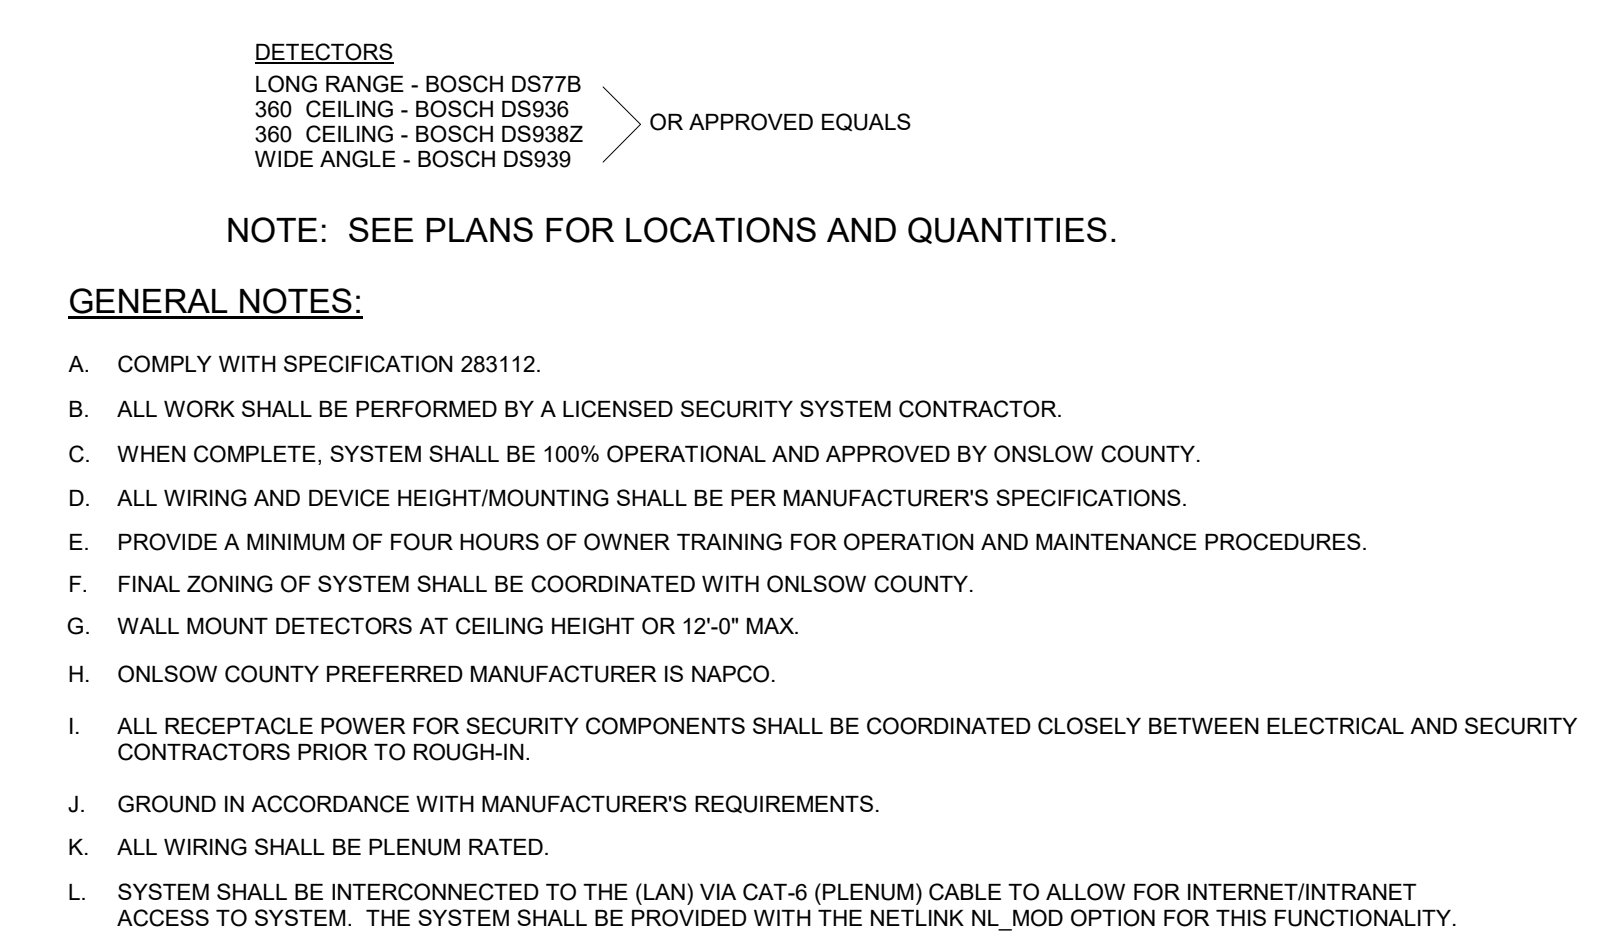 DETECTORS
LONG RANGE - BOSCH DS77B
360 CEILING - BOSCH DS936
360 CEILING - BOSCH DS938Z
WIDE ANGLE - BOSCH DS939
OR APPROVED EQUALS
NOTE: SEE PLANS FOR LOCATIONS AND QUANTITIES.
GENERAL NOTES:
A. COMPLY WITH SPECIFICATION 283112.
B. ALL WORK SHALL BE PERFORMED BY A LICENSED SECURITY SYSTEM CONTRACTOR.
C. WHEN COMPLETE, SYSTEM SHALL BE 100% OPERATIONAL AND APPROVED BY ONSLOW COUNTY.
D. ALL WIRING AND DEVICE HEIGHT/MOUNTING SHALL BE PER MANUFACTURER'S SPECIFICATIONS.
E. PROVIDE A MINIMUM OF FOUR HOURS OF OWNER TRAINING FOR OPERATION AND MAINTENANCE PROCEDURES.
F. FINAL ZONING OF SYSTEM SHALL BE COORDINATED WITH ONLSOW COUNTY.
G. WALL MOUNT DETECTORS AT CEILING HEIGHT OR 12'-0" MAX.
H. ONLSOW COUNTY PREFERRED MANUFACTURER IS NAPCO.
I. ALL RECEPTACLE POWER FOR SECURITY COMPONENTS SHALL BE COORDINATED CLOSELY BETWEEN ELECTRICAL AND SECURITY
CONTRACTORS PRIOR TO ROUGH-IN.
J. GROUND IN ACCORDANCE WITH MANUFACTURER'S REQUIREMENTS.
K. ALL WIRING SHALL BE PLENUM RATED.
L. SYSTEM SHALL BE INTERCONNECTED TO THE (LAN) VIA CAT-6 (PLENUM) CABLE TO ALLOW FOR INTERNET/INTRANET
ACCESS TO SYSTEM. THE SYSTEM SHALL BE PROVIDED WITH THE NETLINK NL_MOD OPTION FOR THIS FUNCTIONALITY.